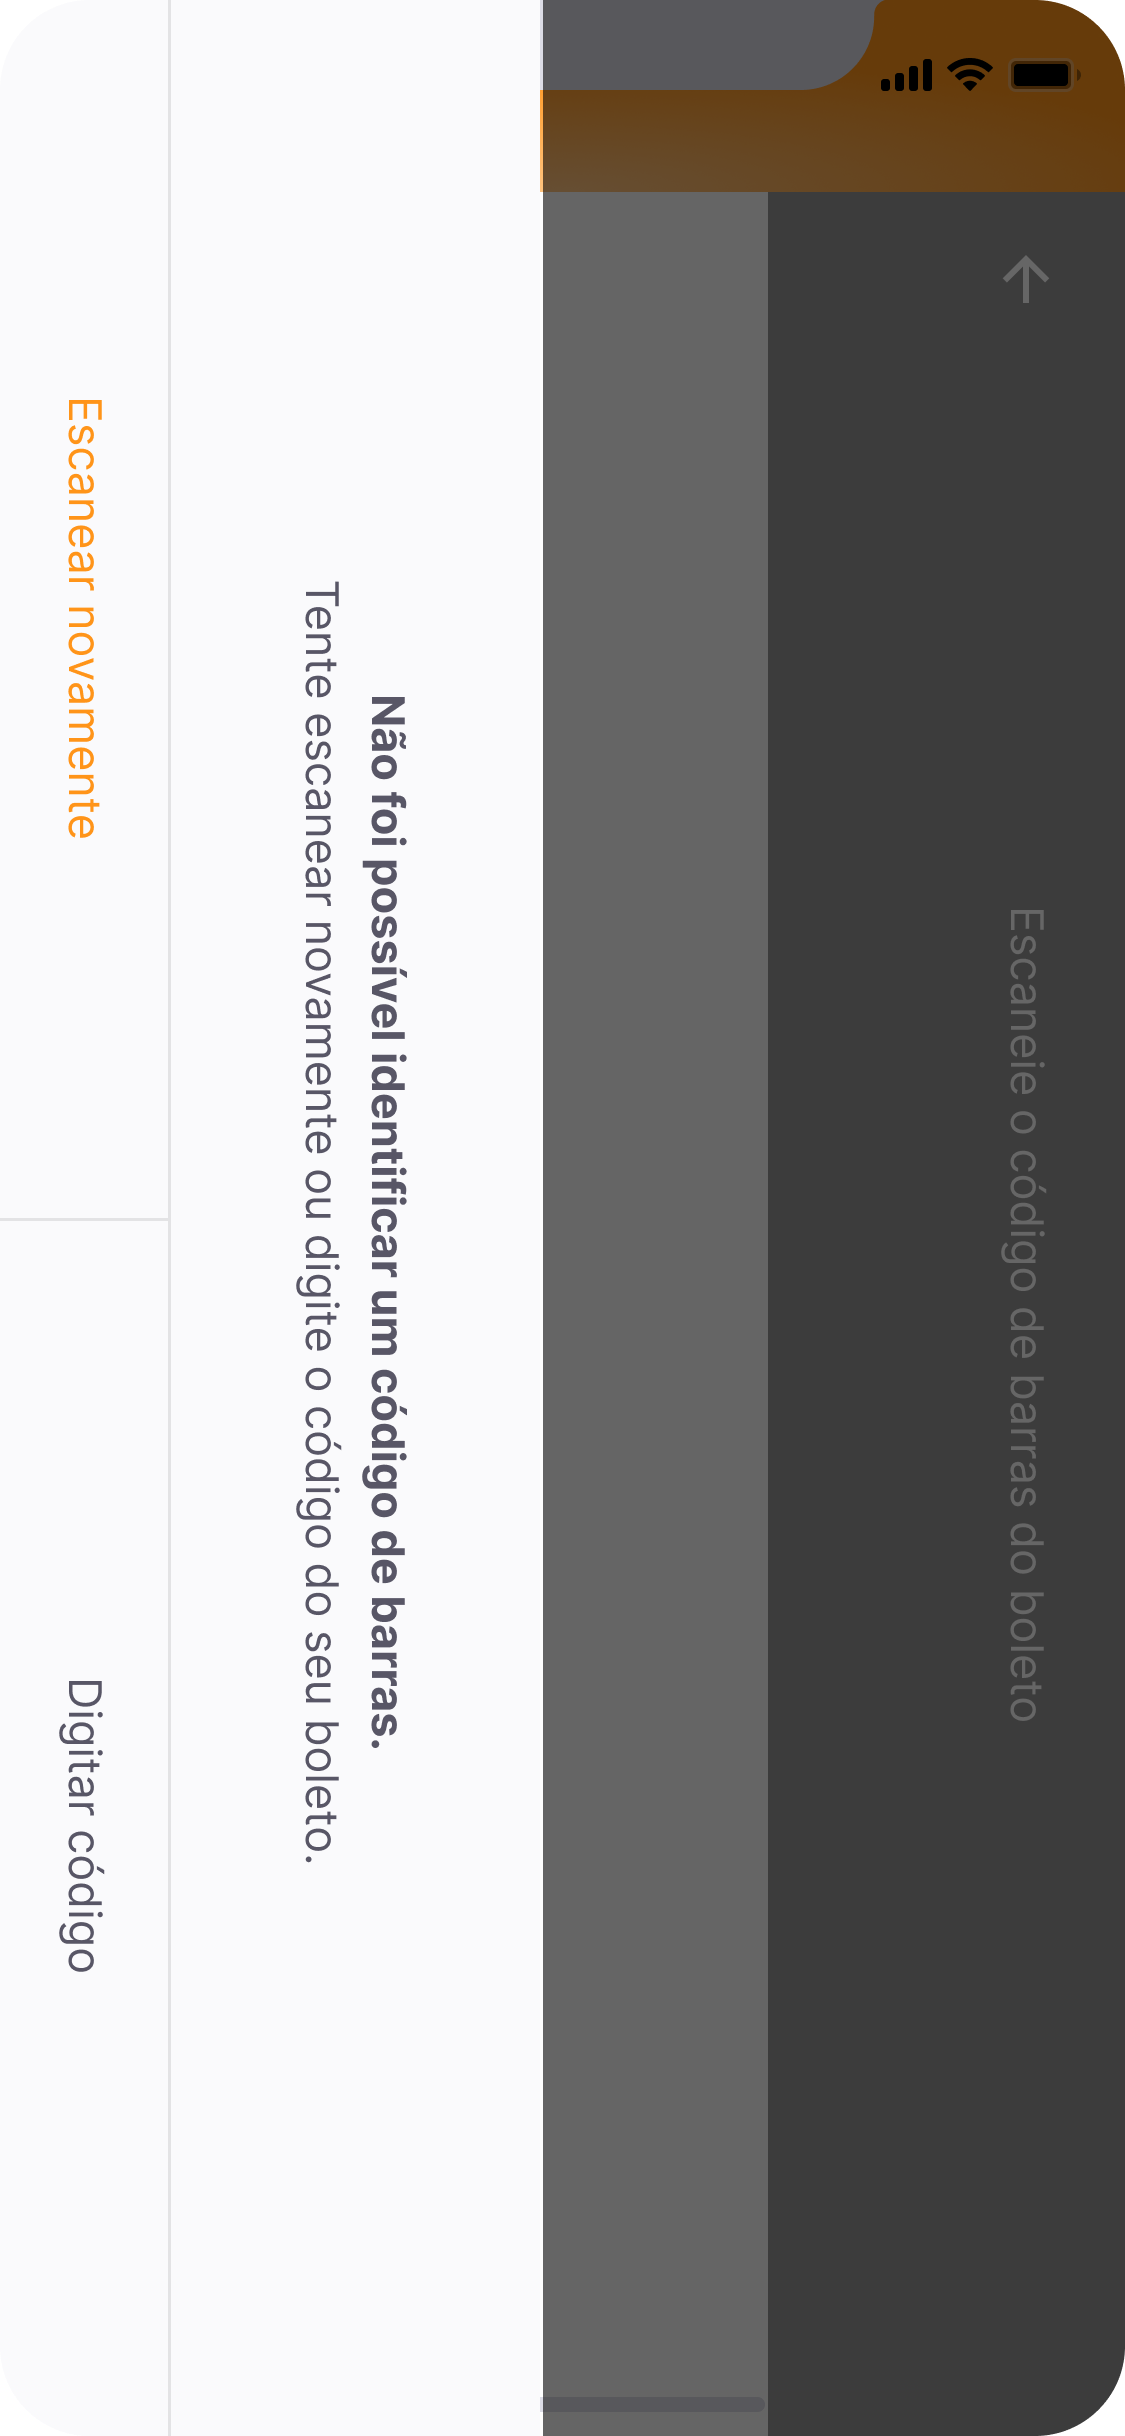 Escaneie o código de barras do boleto
Não foi possível identificar um código de barras.
Tente escanear novamente ou digite o código do seu boleto.
Escanear novamente
Digitar código